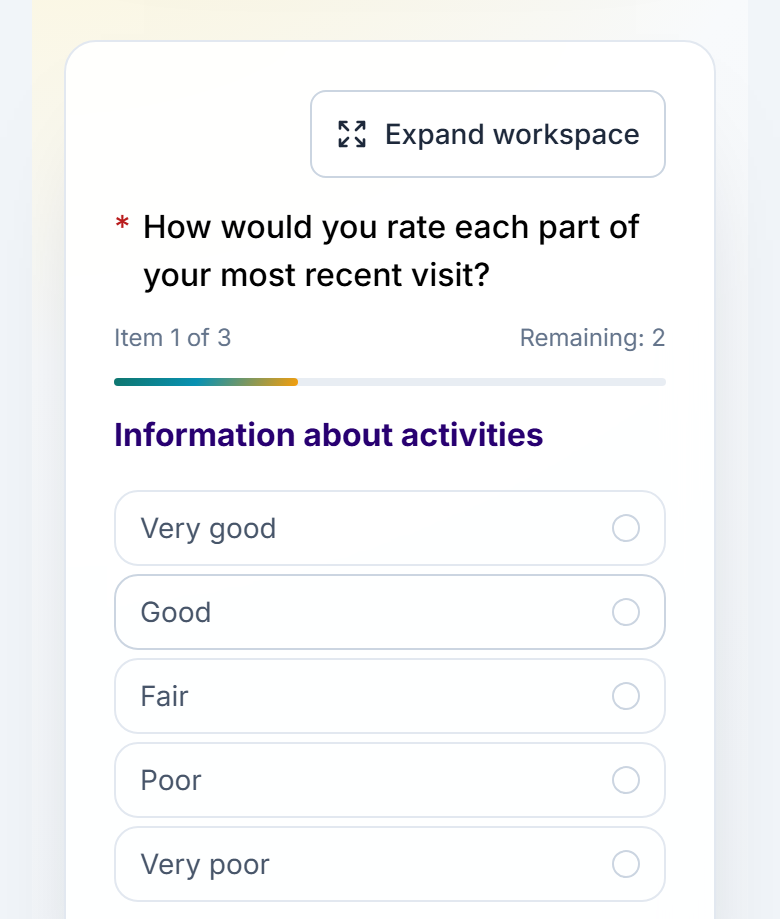 Expand workspace
* How would you rate each part of
your most recent visit?
Item 1 of 3
Remaining: 2
Information about activities
Very good
Good
Fair
Poor
Very poor